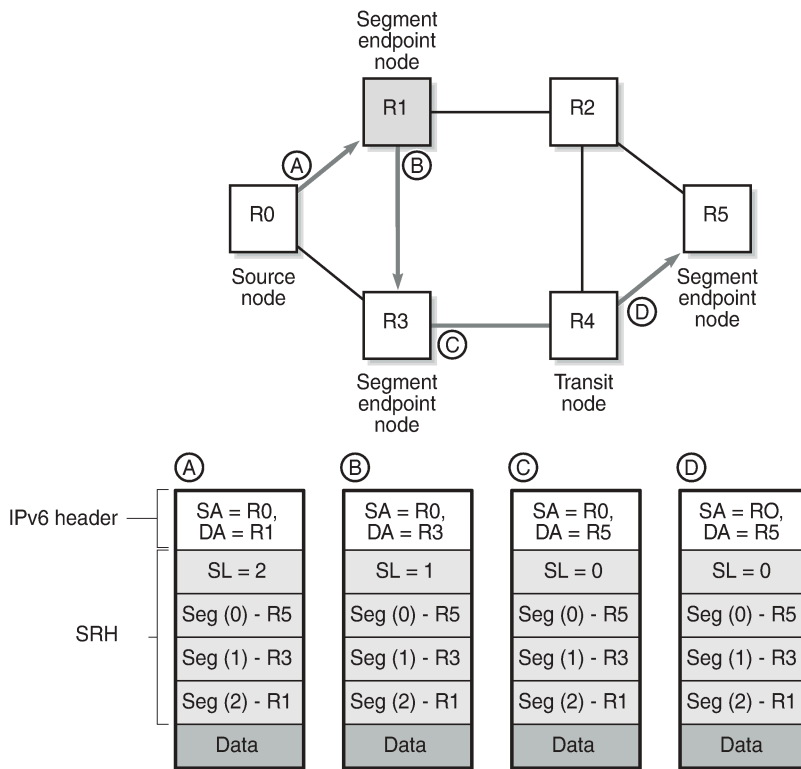 Segment
endpoint
node
R1
R2
A
B
R0
R5
Source
node
Segment
endpoint
node
R3
R4
C
D
Segment
endpoint
node
Transit
node
A
B
C
D
IPv6 header
SA = R0,
DA = R1
SA = R0,
DA = R3
SA = R0,
DA = R5
SA = RO,
DA = R5
SRH
SL = 2
SL = 1
SL = 0
SL = 0
Seg (0) - R5
Seg (0) - R5
Seg (0) - R5
Seg (0) - R5
Seg (1) - R3
Seg (1) - R3
Seg (1) - R3
Seg (1) - R3
Seg (2) - R1
Seg (2) - R1
Seg (2) - R1
Seg (2) - R1
Data
Data
Data
Data